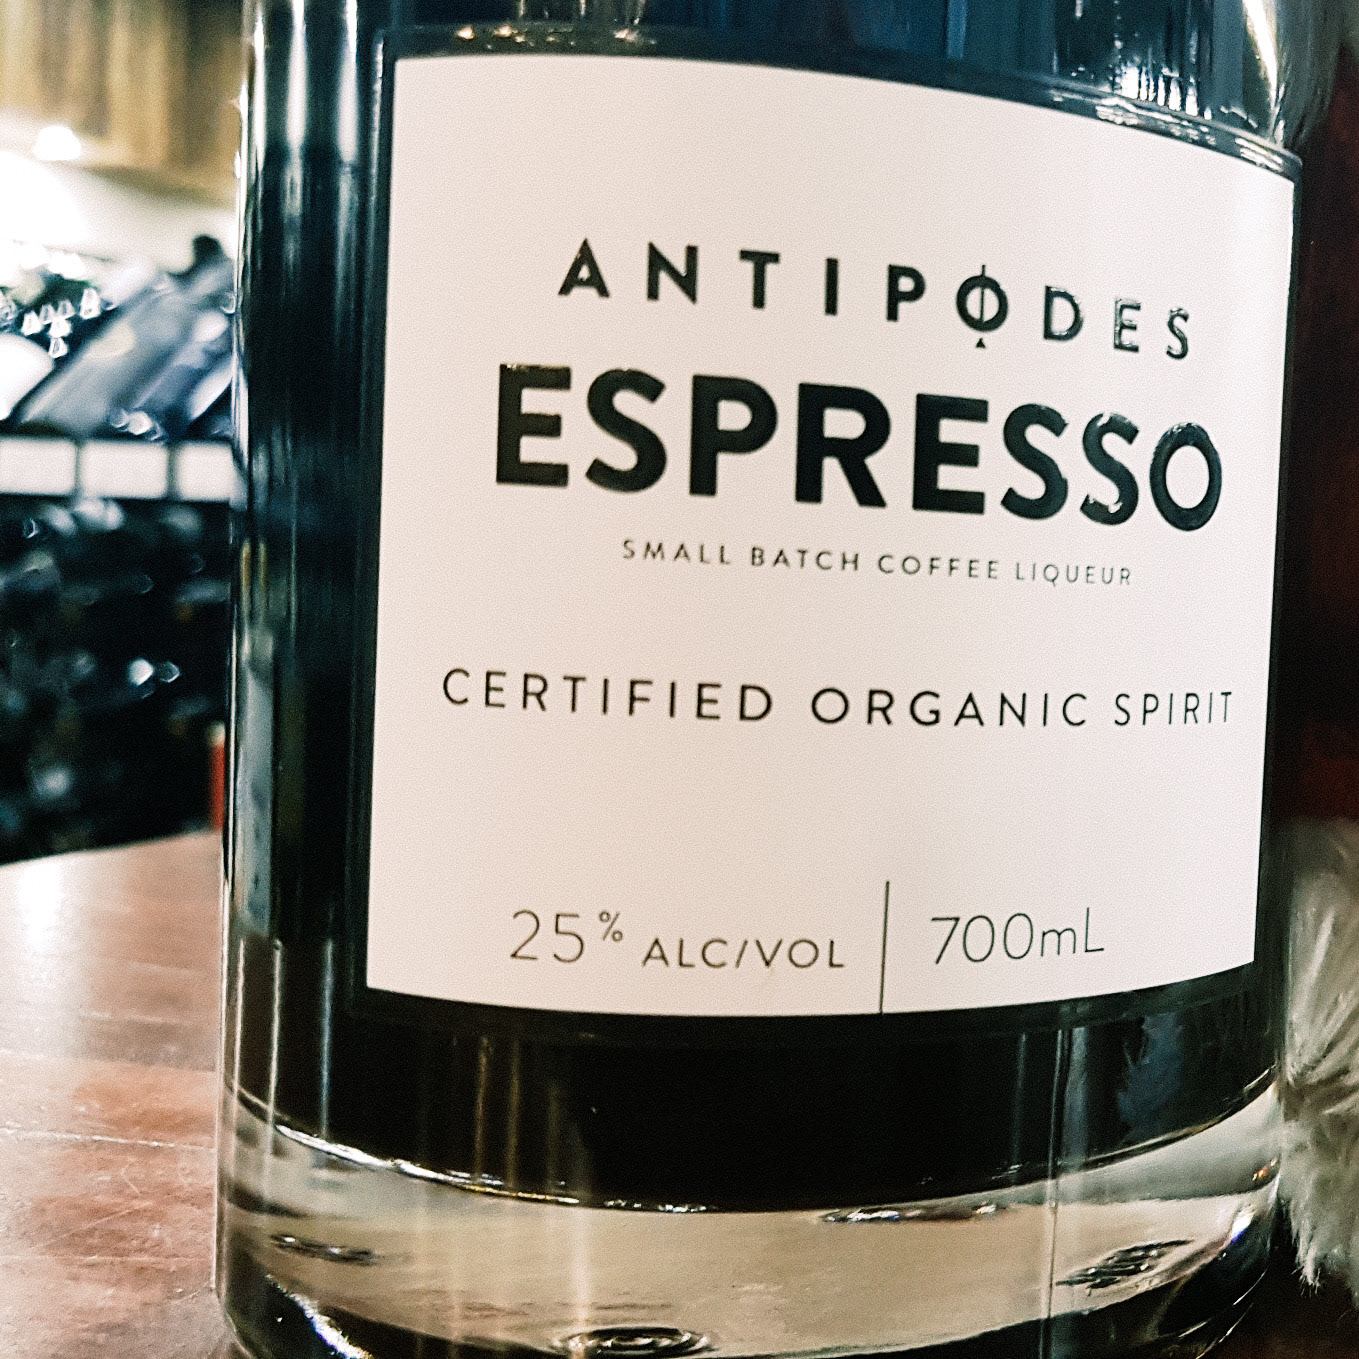 ANTIPODES
ESPRESSO
SMALL BATCH COFFEE LIQUEUR
CERTIFIED ORGANIC SPIRIT
25% ALC/VOL | 700mL